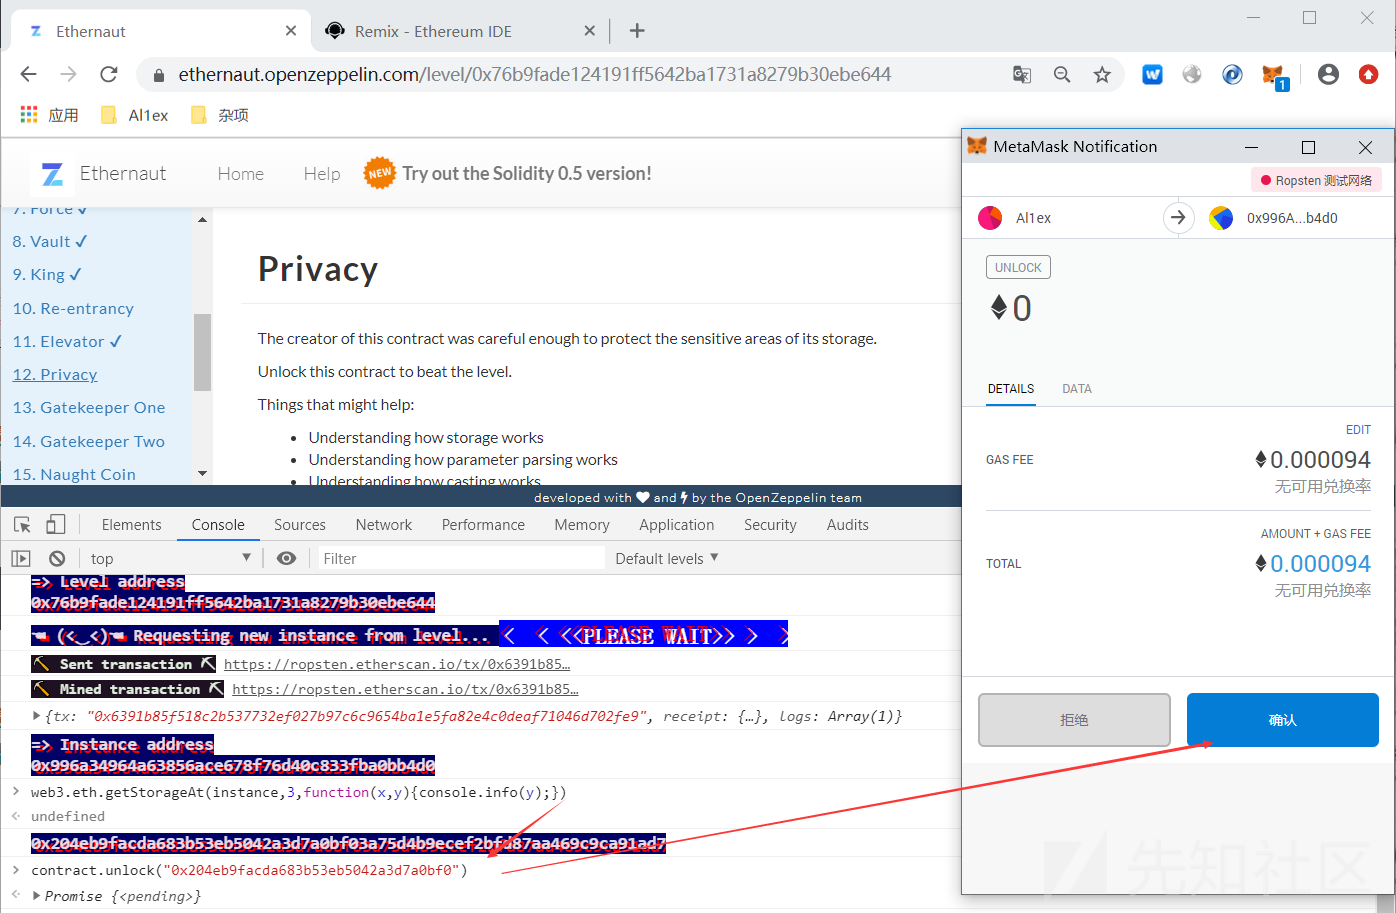 Ethernaut
Remix - Ethereum IDE
ethernaut.openzeppelin.com/level/0x76b9fade124191ff5642ba1731a8279b30ebe644
应用
Al1ex
杂项
Ethernaut
Home
Help
NEW
Try out the Solidity 0.5 version!
7. Force ✓
8. Vault ✓
9. King ✓
10. Re-entrancy
11. Elevator ✓
12. Privacy
13. Gatekeeper One
14. Gatekeeper Two
15. Naught Coin
Privacy
The creator of this contract was careful enough to protect the sensitive areas of its storage.
Unlock this contract to beat the level.
Things that might help:
• Understanding how storage works
• Understanding how parameter parsing works
• Understanding how casting works
developed with ♥ and by the OpenZeppelin team
Elements Console Sources Network Performance Memory Application Security Audits
top
Filter
Default levels ▼
=> Level address
0x76b9fade124191ff5642ba1731a8279b30ebe644
(<_<) Requesting new instance from level... < < <<PLEASE WAIT>> > >
Sent transaction https://ropsten.etherscan.io/tx/0x6391b85…
Mined transaction https://ropsten.etherscan.io/tx/0x6391b85…
{tx: "0x6391b85f518c2b537732ef027b97c6c9654ba1e5fa82e4c0deaf71046d702fe9", receipt: {…}, logs: Array(1)}
=> Instance address
0x996a34964a63856ace678f76d40c833fba0bb4d0
> web3.eth.getStorageAt(instance,3,function(x,y){console.info(y);})
undefined
0x204eb9facda683b53eb5042a3d7a0bf03a75d4b9ecef2bfd87aa469c9ca91ad7
> contract.unlock("0x204eb9facda683b53eb5042a3d7a0bf0")
Promise {<pending>}
MetaMask Notification
Ropsten 测试网络
Al1ex
0x996A...b4d0
UNLOCK
0
DETAILS
DATA
EDIT
GAS FEE
0.000094
无可用兑换率
AMOUNT + GAS FEE
TOTAL
0.000094
无可用兑换率
拒绝
确认
1
先知社区